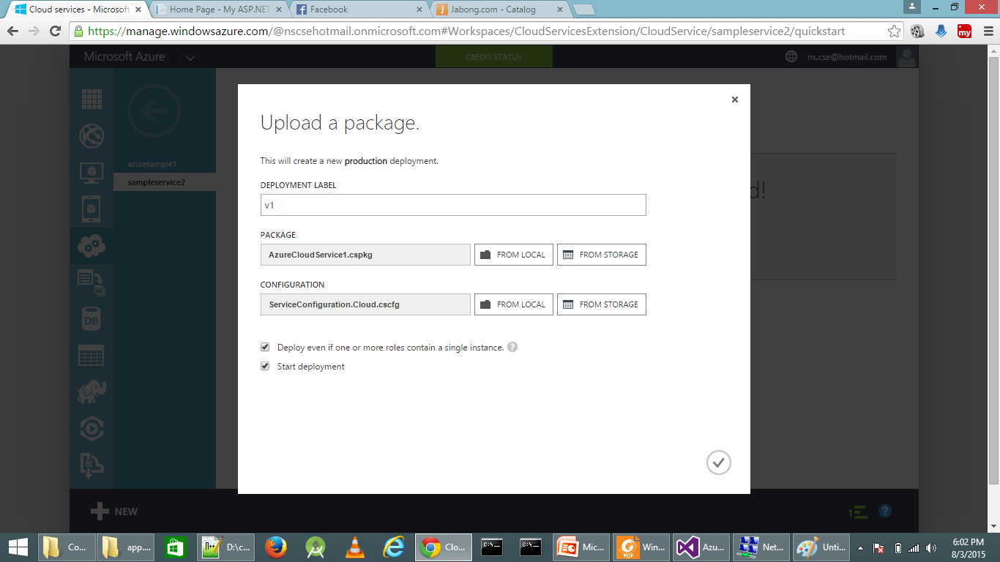 Cloud services - Microsoft
Home Page - My ASP.NET
Facebook
Jabong.com - Catalog
https://manage.windowsazure.com/@nscsehotmail.onmicrosoft.com#Workspaces/CloudServicesExtension/CloudService/sampleservice2/quickstart
my
Microsoft Azure
CREDIT STATUS
ns.cse@hotmail.com
azuresample1
sampleservice2
DB
d!
Upload a package.
This will create a new production deployment.
DEPLOYMENT LABEL
v1
PACKAGE
AzureCloudService1.cspkg
FROM LOCAL
FROM STORAGE
CONFIGURATION
ServiceConfiguration.Cloud.cscfg
FROM LOCAL
FROM STORAGE
Deploy even if one or more roles contain a single instance. ?
Start deployment
NEW
1
?
Co...
app....
D:\c...
Clo...
Mic...
PDF
Win...
Azu...
Net...
Unti...
6:02 PM
8/3/2015